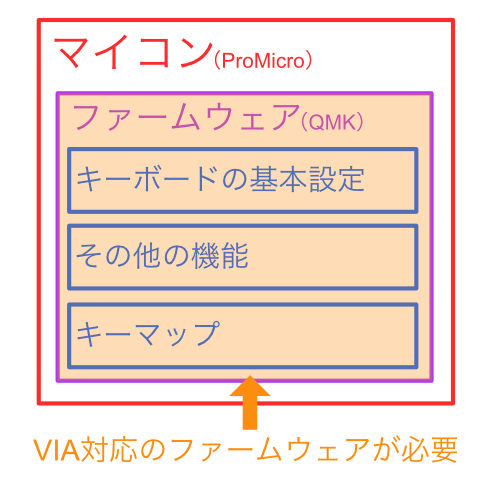 マイコン(ProMicro)
ファームウェア(QMK)
キーボードの基本設定
その他の機能
キーマップ
VIA対応のファームウェアが必要